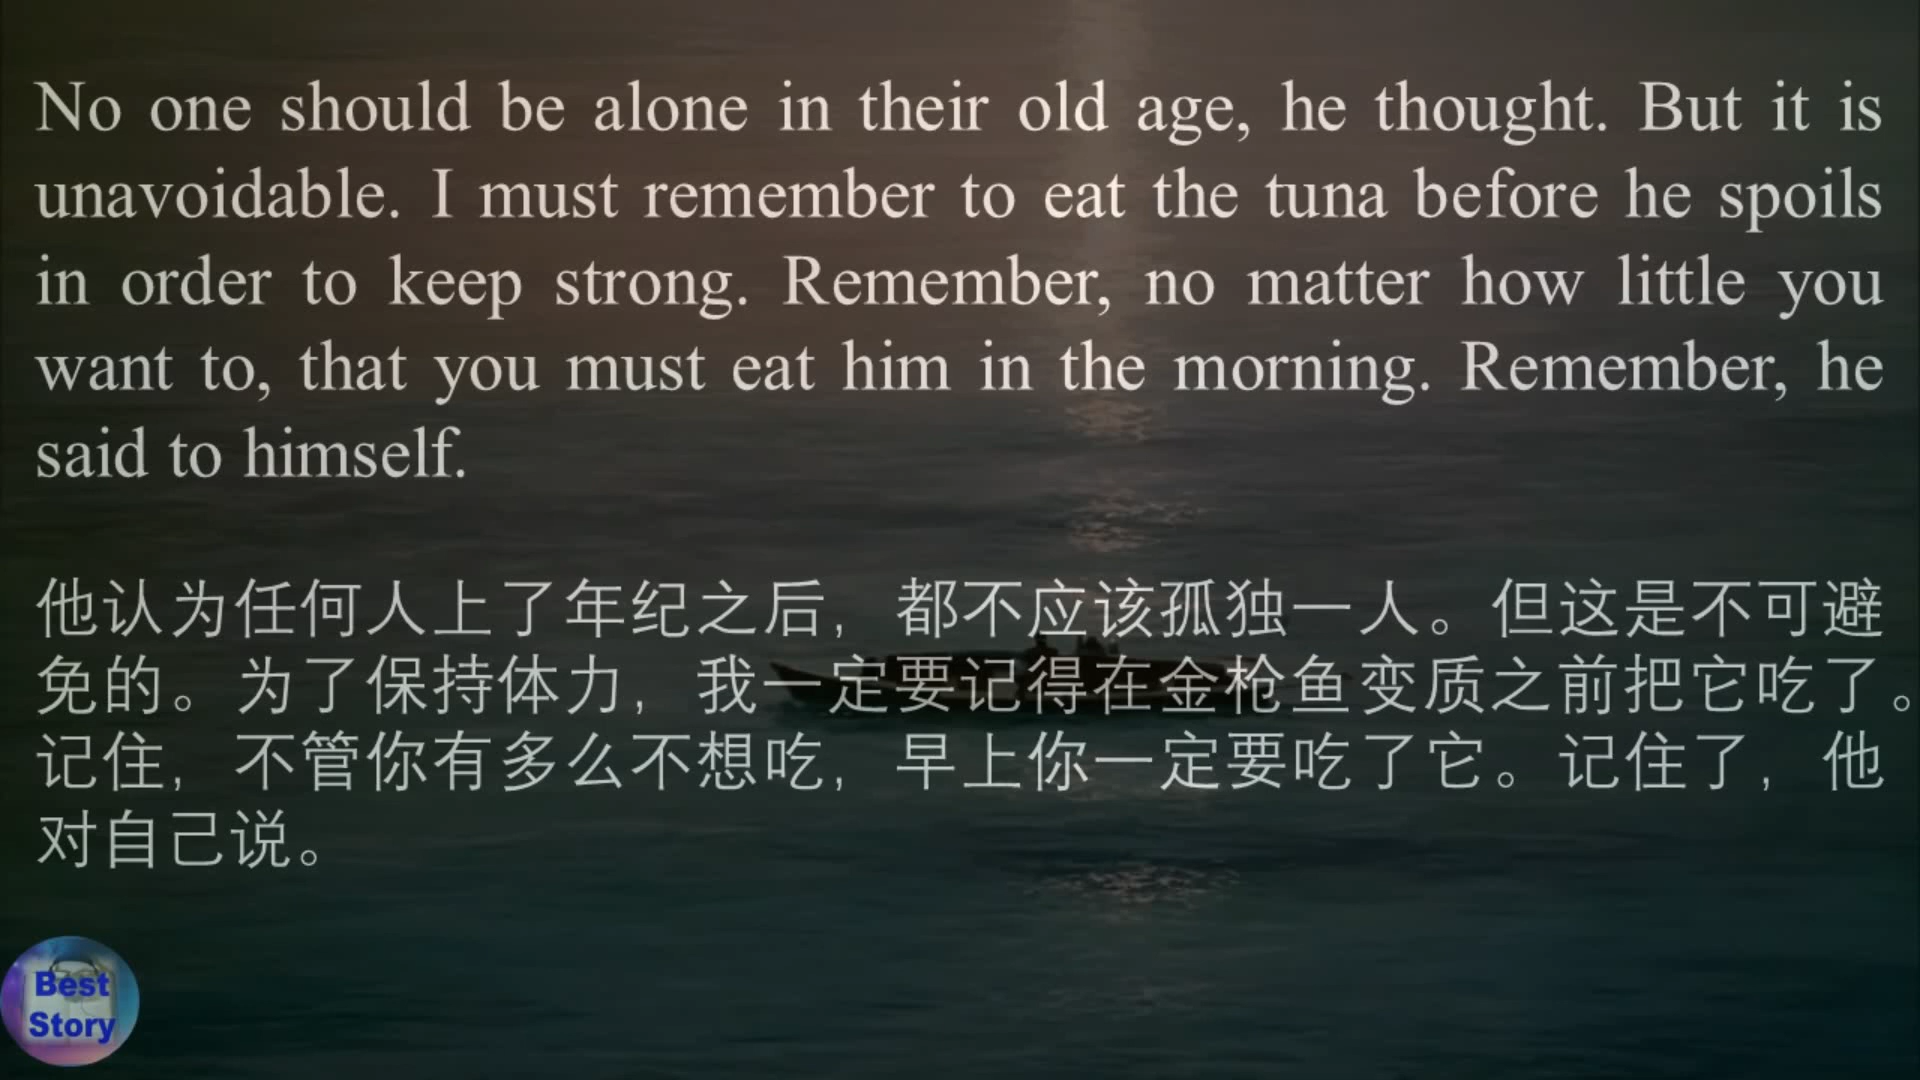 No one should be alone in their old age, he thought. But it is
unavoidable. I must remember to eat the tuna before he spoils
in order to keep strong. Remember, no matter how little you
want to, that you must eat him in the morning. Remember, he
said to himself.
他认为任何人上了年纪之后，都不应该孤独一人。但这是不可避
免的。为了保持体力，我一定要记得在金枪鱼变质之前把它吃了。
记住，不管你有多么不想吃，早上你一定要吃了它。记住了，他
对自己说。
Best
Story